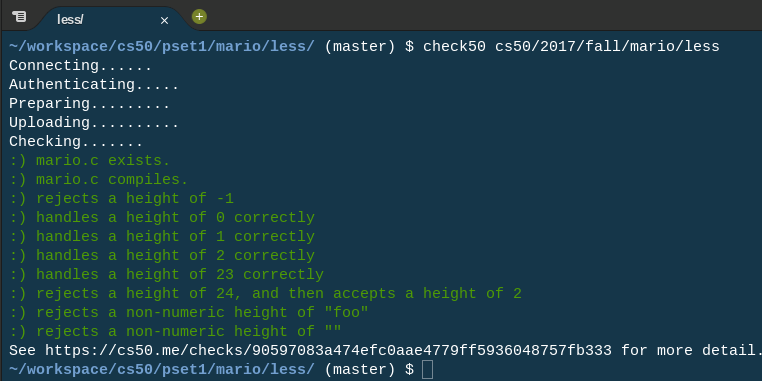 less/
~/workspace/cs50/pset1/mario/less/ (master) $ check50 cs50/2017/fall/mario/less
Connecting......
Authenticating.....
Preparing.........
Uploading..........
Checking.......
:) mario.c exists.
:) mario.c compiles.
:) rejects a height of -1
:) handles a height of 0 correctly
:) handles a height of 1 correctly
:) handles a height of 2 correctly
:) handles a height of 23 correctly
:) rejects a height of 24, and then accepts a height of 2
:) rejects a non-numeric height of "foo"
:) rejects a non-numeric height of ""
See https://cs50.me/checks/90597083a474efc0aae4779ff5936048757fb333 for more detail.
~/workspace/cs50/pset1/mario/less/ (master) $